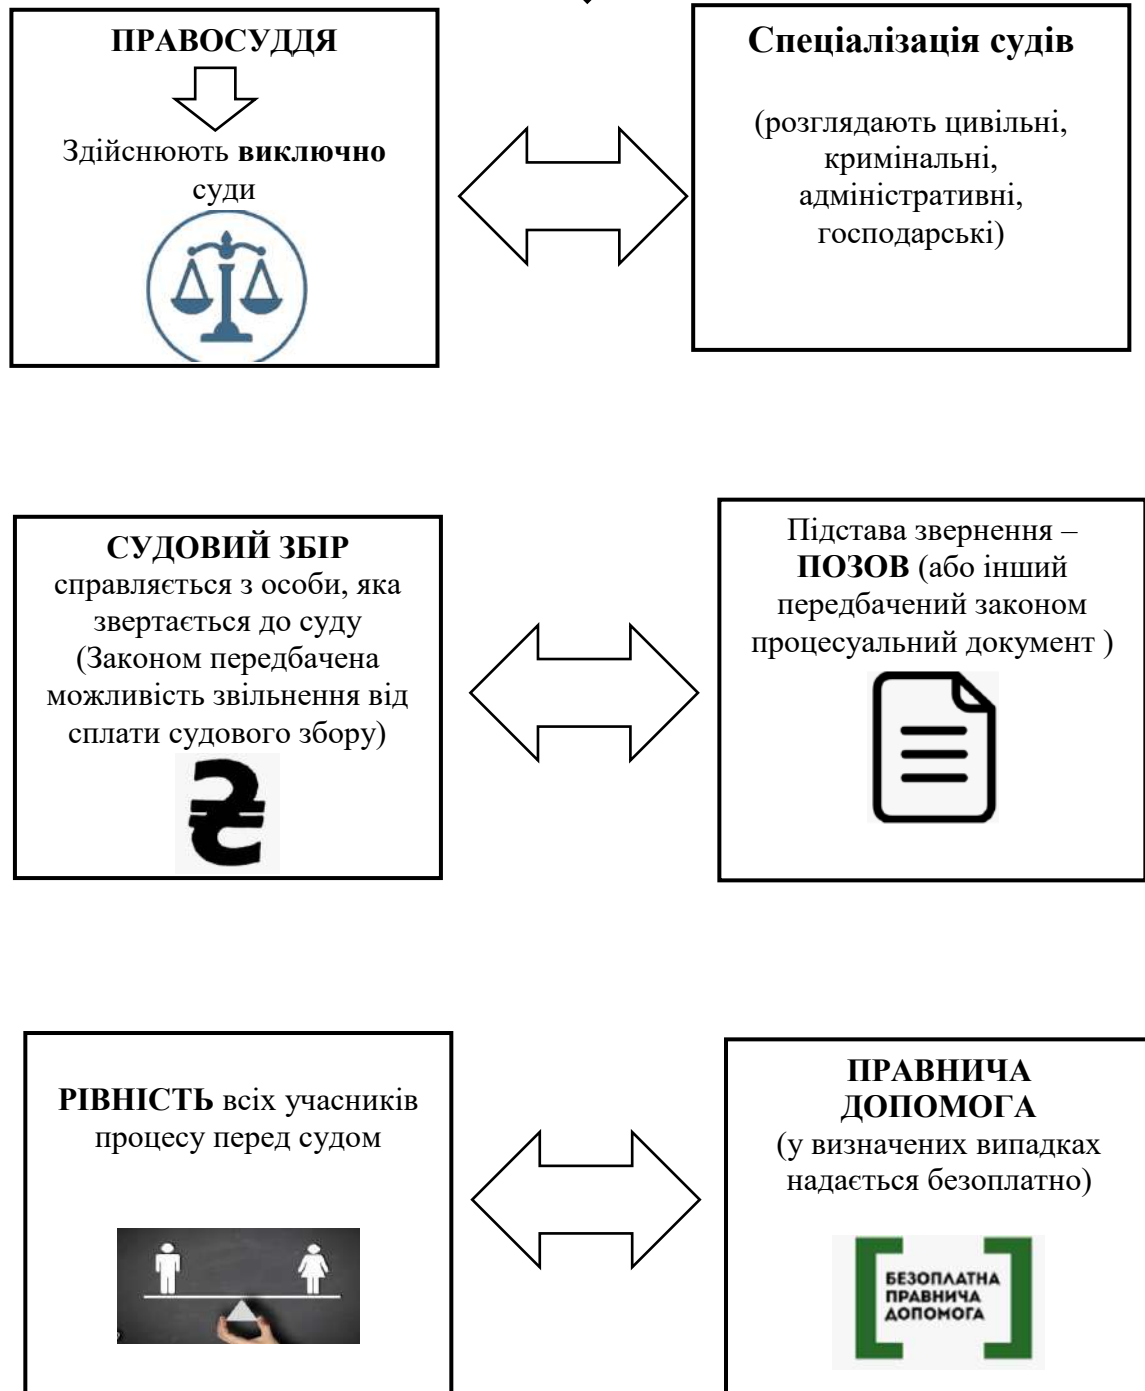 ПРАВОСУДДЯ
Здійснюють виключно
суди
Спеціалізація судів
(розглядають цивільні,
кримінальні,
адміністративні,
господарські)
СУДОВИЙ ЗБІР
справляється з особи, яка
звертається до суду
(Законом передбачена
можливість звільнення від
сплати судового збору)
₴
Підстава звернення –
ПОЗОВ (або інший
передбачений законом
процесуальний документ )
РІВНІСТЬ всіх учасників
процесу перед судом
ПРАВНИЧА
ДОПОМОГА
(у визначених випадках
надається безоплатно)
БЕЗОПЛАТНА
ПРАВНИЧА
ДОПОМОГА